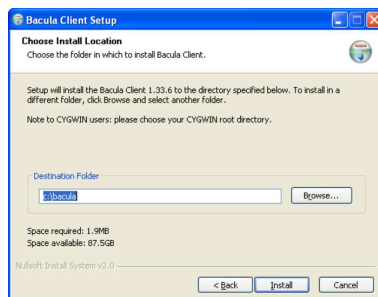 Bacula Client Setup
Choose Install Location
Choose the folder in which to install Bacula Client.
Setup will install the Bacula Client 1.33.6 to the directory specified below. To install in a
different folder, click Browse and select another folder.
Note to CYGWIN users: please choose your CYGWIN root directory.
Destination Folder
c:\bacula
Browse...
Space required: 1.9MB
Space available: 87.5GB
Nullsoft Install System v2.0
< Back
Install
Cancel